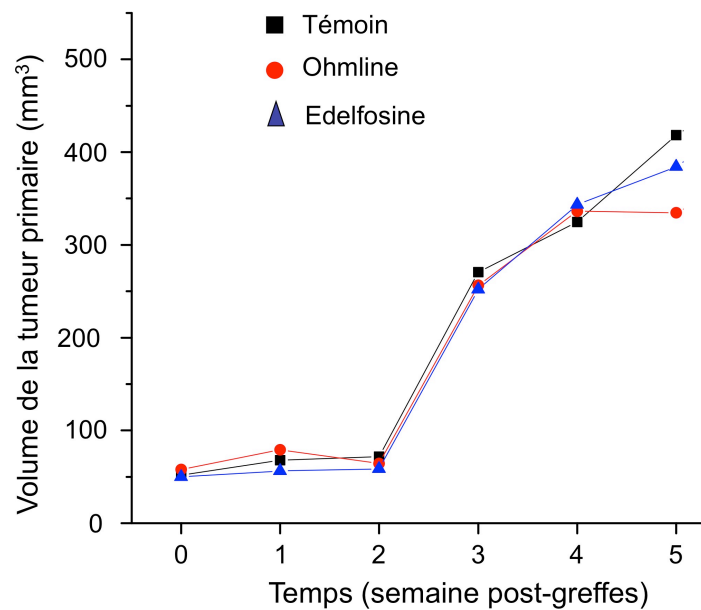 Témoin
Ohmline
Edelfosine
Volume de la tumeur primaire (mm³)
500
400
300
200
100
0
0 1 2 3 4 5
Temps (semaine post-greffes)